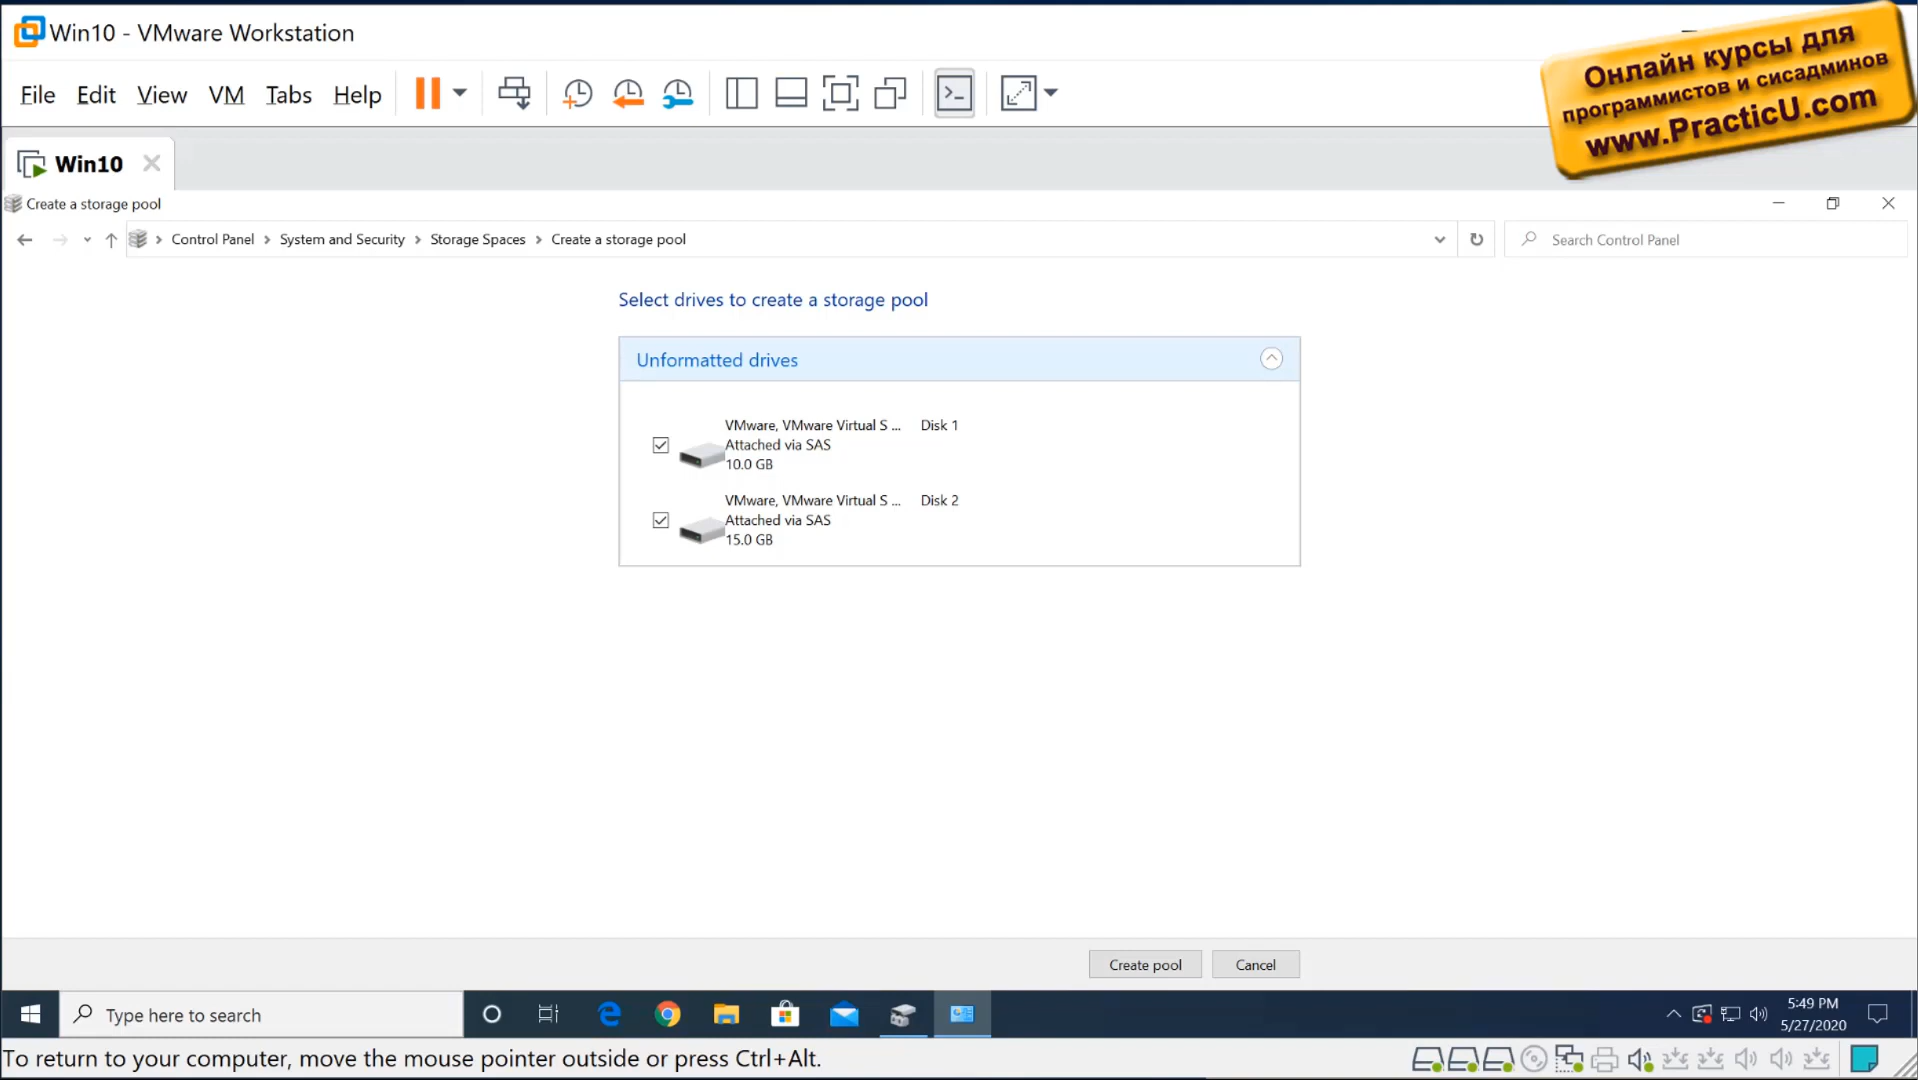 Win10 - VMware Workstation
File Edit View VM Tabs Help
Онлайн курсы для
программистов и сисадминов
www.PracticU.com
Win10
Create a storage pool
Control Panel > System and Security > Storage Spaces > Create a storage pool
Search Control Panel
Select drives to create a storage pool
Unformatted drives
VMware, VMware Virtual S ... Disk 1
Attached via SAS
10.0 GB
VMware, VMware Virtual S ... Disk 2
Attached via SAS
15.0 GB
Create pool Cancel
Type here to search
5:49 PM
5/27/2020
To return to your computer, move the mouse pointer outside or press Ctrl+Alt.